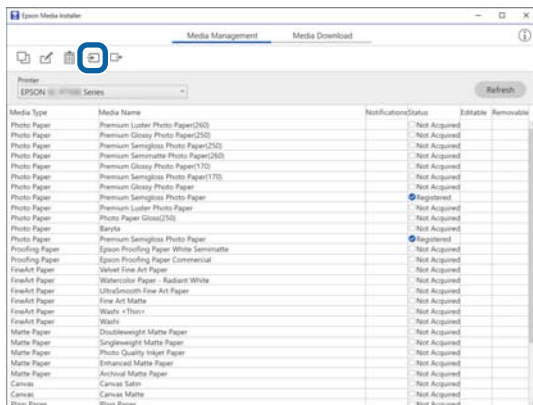 Epson Media Installer
Media Management Media Download
Printer
EPSON Series
Refresh
Media Type Media Name Notifications Status Editable Removable
Photo Paper Premium Luster Photo Paper(260) Not Acquired
Photo Paper Premium Glossy Photo Paper(250) Not Acquired
Photo Paper Premium Semigloss Photo Paper(250) Not Acquired
Photo Paper Premium Semimatte Photo Paper(260) Not Acquired
Photo Paper Premium Glossy Photo Paper(170) Not Acquired
Photo Paper Premium Semigloss Photo Paper(170) Not Acquired
Photo Paper Premium Glossy Photo Paper Not Acquired
Photo Paper Premium Semigloss Photo Paper Registered
Photo Paper Premium Luster Photo Paper Not Acquired
Photo Paper Photo Paper Gloss(250) Not Acquired
Photo Paper Baryta Not Acquired
Photo Paper Premium Semigloss Photo Paper Registered
Proofing Paper Epson Proofing Paper White Semimatte Not Acquired
Proofing Paper Epson Proofing Paper Commercial Not Acquired
FineArt Paper Velvet Fine Art Paper Not Acquired
FineArt Paper Watercolor Paper - Radiant White Not Acquired
FineArt Paper UltraSmooth Fine Art Paper Not Acquired
FineArt Paper Fine Art Matte Not Acquired
FineArt Paper Washi <Thin> Not Acquired
FineArt Paper Washi Not Acquired
Matte Paper Doubleweight Matte Paper Not Acquired
Matte Paper Singleweight Matte Paper Not Acquired
Matte Paper Photo Quality Inkjet Paper Not Acquired
Matte Paper Enhanced Matte Paper Not Acquired
Matte Paper Archival Matte Paper Not Acquired
Canvas Canvas Satin Not Acquired
Canvas Canvas Matte Not Acquired
Plain Paper Plain Paper Not Acquired